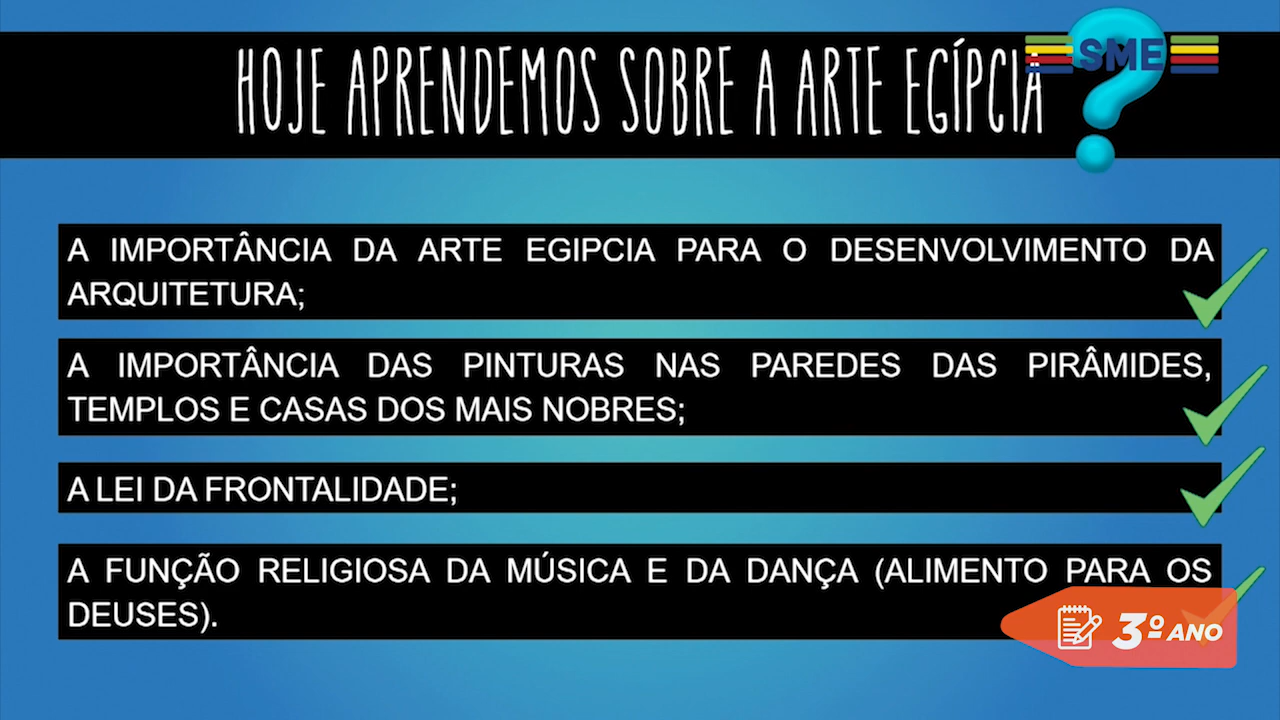 HOJE APRENDEMOS SOBRE A ARTE EGÍPCIA
?
SME
A IMPORTÂNCIA DA ARTE EGIPCIA PARA O DESENVOLVIMENTO DA
ARQUITETURA;
A IMPORTÂNCIA DAS PINTURAS NAS PAREDES DAS PIRÂMIDES,
TEMPLOS E CASAS DOS MAIS NOBRES;
A LEI DA FRONTALIDADE;
A FUNÇÃO RELIGIOSA DA MÚSICA E DA DANÇA (ALIMENTO PARA OS
DEUSES).
3º ANO